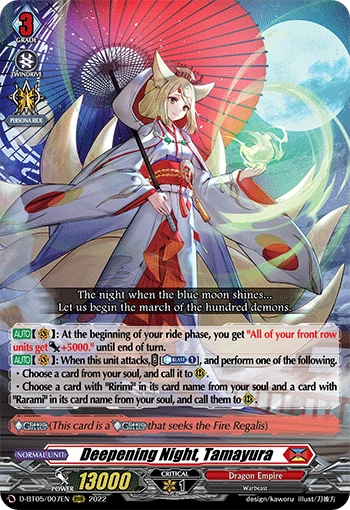 3
GRADE
TWINDRIVE
PERSONA RIDE
The night when the blue moon shines...
Let us begin the march of the hundred demons.
AUTO []: At the beginning of your ride phase, you get "All of your front row
units get +5000." until end of turn.
AUTO []: When this unit attacks, [BLAST 1], and perform one of the following.
・Choose a card from your soul, and call it to .
・Choose a card with "Ririmi" in its card name from your soul and a card with
"Rarami" in its card name from your soul, and call them to .
(This card is a that seeks the Fire Regalis)
NORMAL UNIT
Deepening Night, Tamayura
POWER 13000
CRITICAL
1
Dragon Empire
Warbeast
D-BT05/007EN RRR 2022
design/kaworu illust/刀彼方